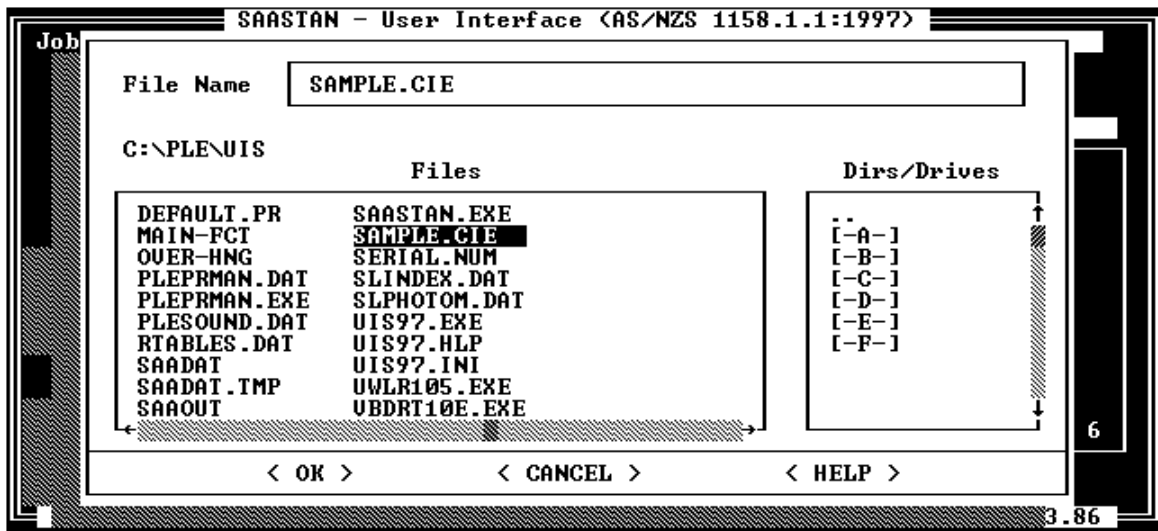 SAASTAN - User Interface (AS/NZS 1158.1.1:1997)
Job
File Name SAMPLE.CIE
C:\PLE\UIS
Files Dirs/Drives
DEFAULT.PR SAASTAN.EXE ..
MAIN-FCT SAMPLE.CIE [-A-]
OVER-HNG SERIAL.NUM [-B-]
PLEPRMAN.DAT SLINDEX.DAT [-C-]
PLEPRMAN.EXE SLPHOTOM.DAT [-D-]
PLESOUND.DAT UIS97.EXE [-E-]
RTABLES.DAT UIS97.HLP [-F-]
SAADAT UIS97.INI
SAADAT.TMP UWLR105.EXE
SAAOUT VBDRT10E.EXE
6
< OK > < CANCEL > < HELP >
3.86